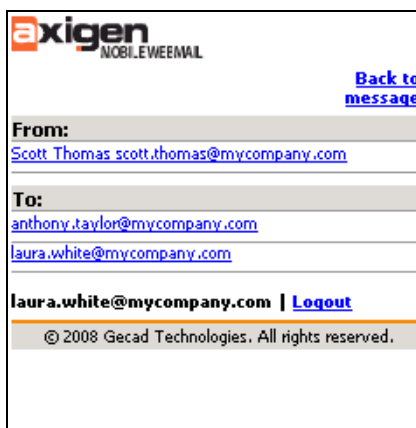 axigen
MOBILEWEBMAIL
Back to
message
From:
Scott Thomas scott.thomas@mycompany.com
To:
anthony.taylor@mycompany.com
laura.white@mycompany.com
laura.white@mycompany.com | Logout
© 2008 Gecad Technologies. All rights reserved.